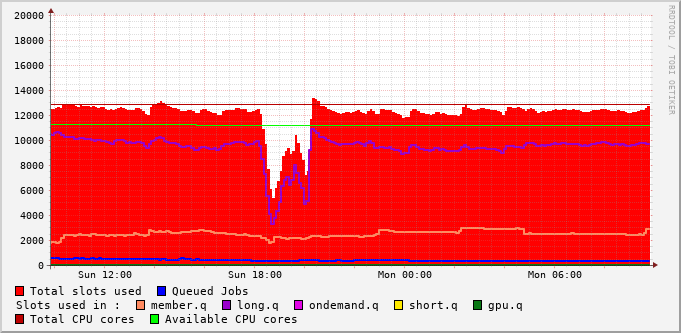 20000
18000
16000
14000
12000
10000
8000
6000
4000
2000
0
Sun 12:00 Sun 18:00 Mon 00:00 Mon 06:00
RRDTOOL / TOBI OETIKER
Total slots used Queued Jobs
Slots used in : member.q long.q ondemand.q short.q gpu.q
Total CPU cores Available CPU cores